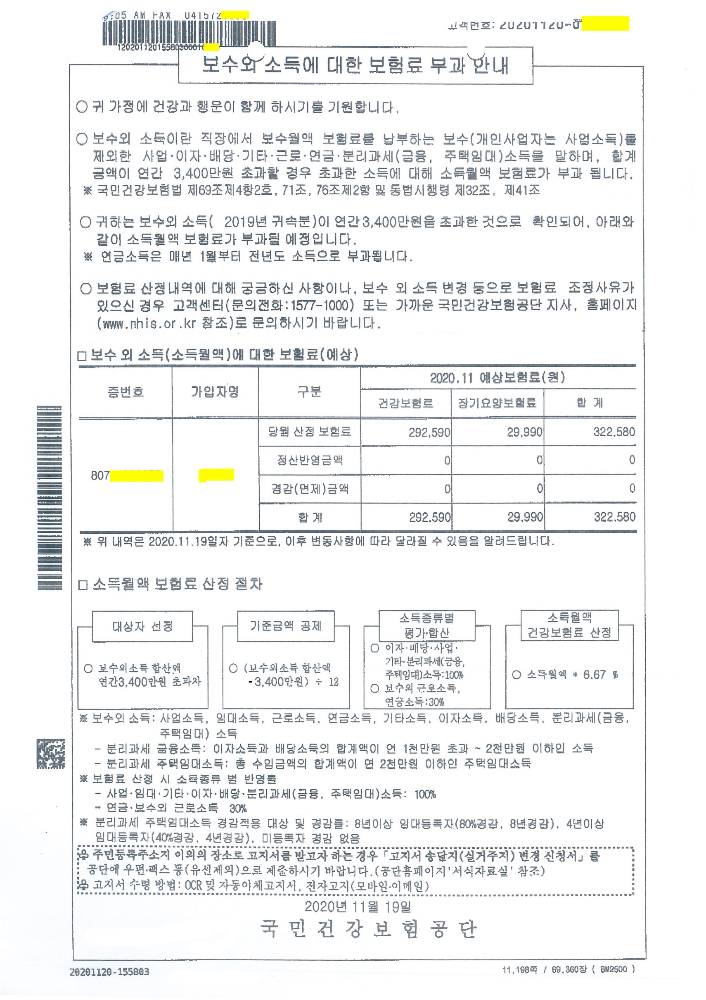 9:05 AM FAX 041572
고객번호: 20201120-0
1202011201558030001
보수외 소득에 대한 보험료 부과 안내
○ 귀 가정에 건강과 행운이 함께 하시기를 기원합니다.
○ 보수외 소득이란 직장에서 보수월액 보험료를 납부하는 보수(개인사업자는 사업소득)를
제외한 사업·이자·배당·기타·근로·연금·분리과세(금융, 주택임대)소득을 말하며, 합계
금액이 연간 3,400만원 초과할 경우 초과한 소득에 대해 소득월액 보험료가 부과 됩니다.
※ 국민건강보험법 제69조제4항2호, 71조, 76조제2항 및 동법시행령 제32조, 제41조
○ 귀하는 보수외 소득( 2019년 귀속분)이 연간3,400만원을 초과한 것으로 확인되어, 아래와
같이 소득월액 보험료가 부과될 예정입니다.
※ 연금소득은 매년 1월부터 전년도 소득으로 부과됩니다.
○ 보험료 산정내역에 대해 궁금하신 사항이나, 보수 외 소득 변경 등으로 보험료 조정사유가
있으신 경우 고객센터(문의전화:1577-1000) 또는 가까운 국민건강보험공단 지사, 홈페이지
(www.nhis.or.kr 참조)로 문의하시기 바랍니다.
□ 보수 외 소득(소득월액)에 대한 보험료(예상)
증번호 가입자명 구분 2020.11 예상보험료(원)
건강보험료 장기요양보험료 합 계
당월 산정 보험료 292,590 29,990 322,580
정산반영금액 0 0 0
807
경감(면제)금액 0 0 0
합 계 292,590 29,990 322,580
※ 위 내역은 2020.11.19일자 기준으로, 이후 변동사항에 따라 달라질 수 있음을 알려드립니다.
□ 소득월액 보험료 산정 절차
대상자 선정
○ 보수외소득 합산액
연간3,400만원 초과자
기준금액 공제
○ (보수외소득 합산액
-3,400만원) ÷ 12
소득종류별
평가·합산
○ 이자·배당·사업·
기타·분리과세(금융,
주택임대)소득:100%
○ 보수외 근로소득,
연금소득:30%
소득월액
건강보험료 산정
○ 소득월액 * 6.67 %
※ 보수외 소득: 사업소득, 임대소득, 근로소득, 연금소득, 기타소득, 이자소득, 배당소득, 분리과세(금융,
주택임대) 소득
- 분리과세 금융소득: 이자소득과 배당소득의 합계액이 연 1천만원 초과 ~ 2천만원 이하인 소득
- 분리과세 주택임대소득: 총 수입금액의 합계액이 연 2천만원 이하인 주택임대소득
※ 보험료 산정 시 소득종류 별 반영률
- 사업·임대·기타·이자·배당·분리과세(금융, 주택임대)소득: 100%
- 연금·보수외 근로소득 30%
※ 분리과세 주택임대소득 경감적용 대상 및 경감률: 8년이상 임대등록자(80%경감, 8년경감), 4년이상
임대등록자(40%경감, 4년경감), 미등록자 경감 없음
주민등록주소지 이외의 장소로 고지서를 받고자 하는 경우「고지서 송달지(실거주지) 변경 신청서」를
공단에 우편·팩스 등(유선제외)으로 제출하시기 바랍니다.(공단홈페이지'서식자료실' 참조)
고지서 수령 방법: OCR 및 자동이체고지서, 전자고지(모바일·이메일)
2020년 11월 19일
국민건강보험공단
20201120-155803
11,198쪽 / 69,360장 ( BM2500 )